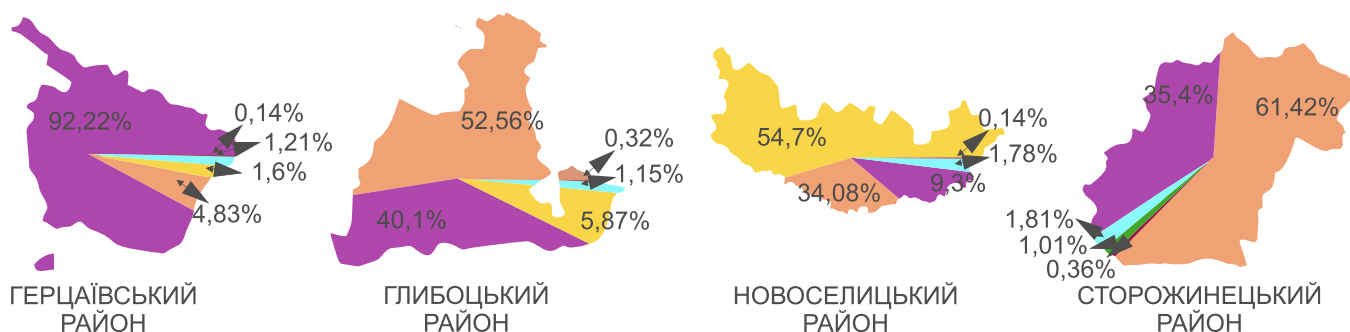 92,22%
0,14%
1,21%
1,6%
4,83%
ГЕРЦАЇВСЬКИЙ
РАЙОН
52,56%
0,32%
1,15%
40,1%
5,87%
ГЛИБОЦЬКИЙ
РАЙОН
54,7%
0,14%
1,78%
9,3%
34,08%
НОВОСЕЛИЦЬКИЙ
РАЙОН
35,4%
61,42%
1,81%
1,01%
0,36%
СТОРОЖИНЕЦЬКИЙ
РАЙОН